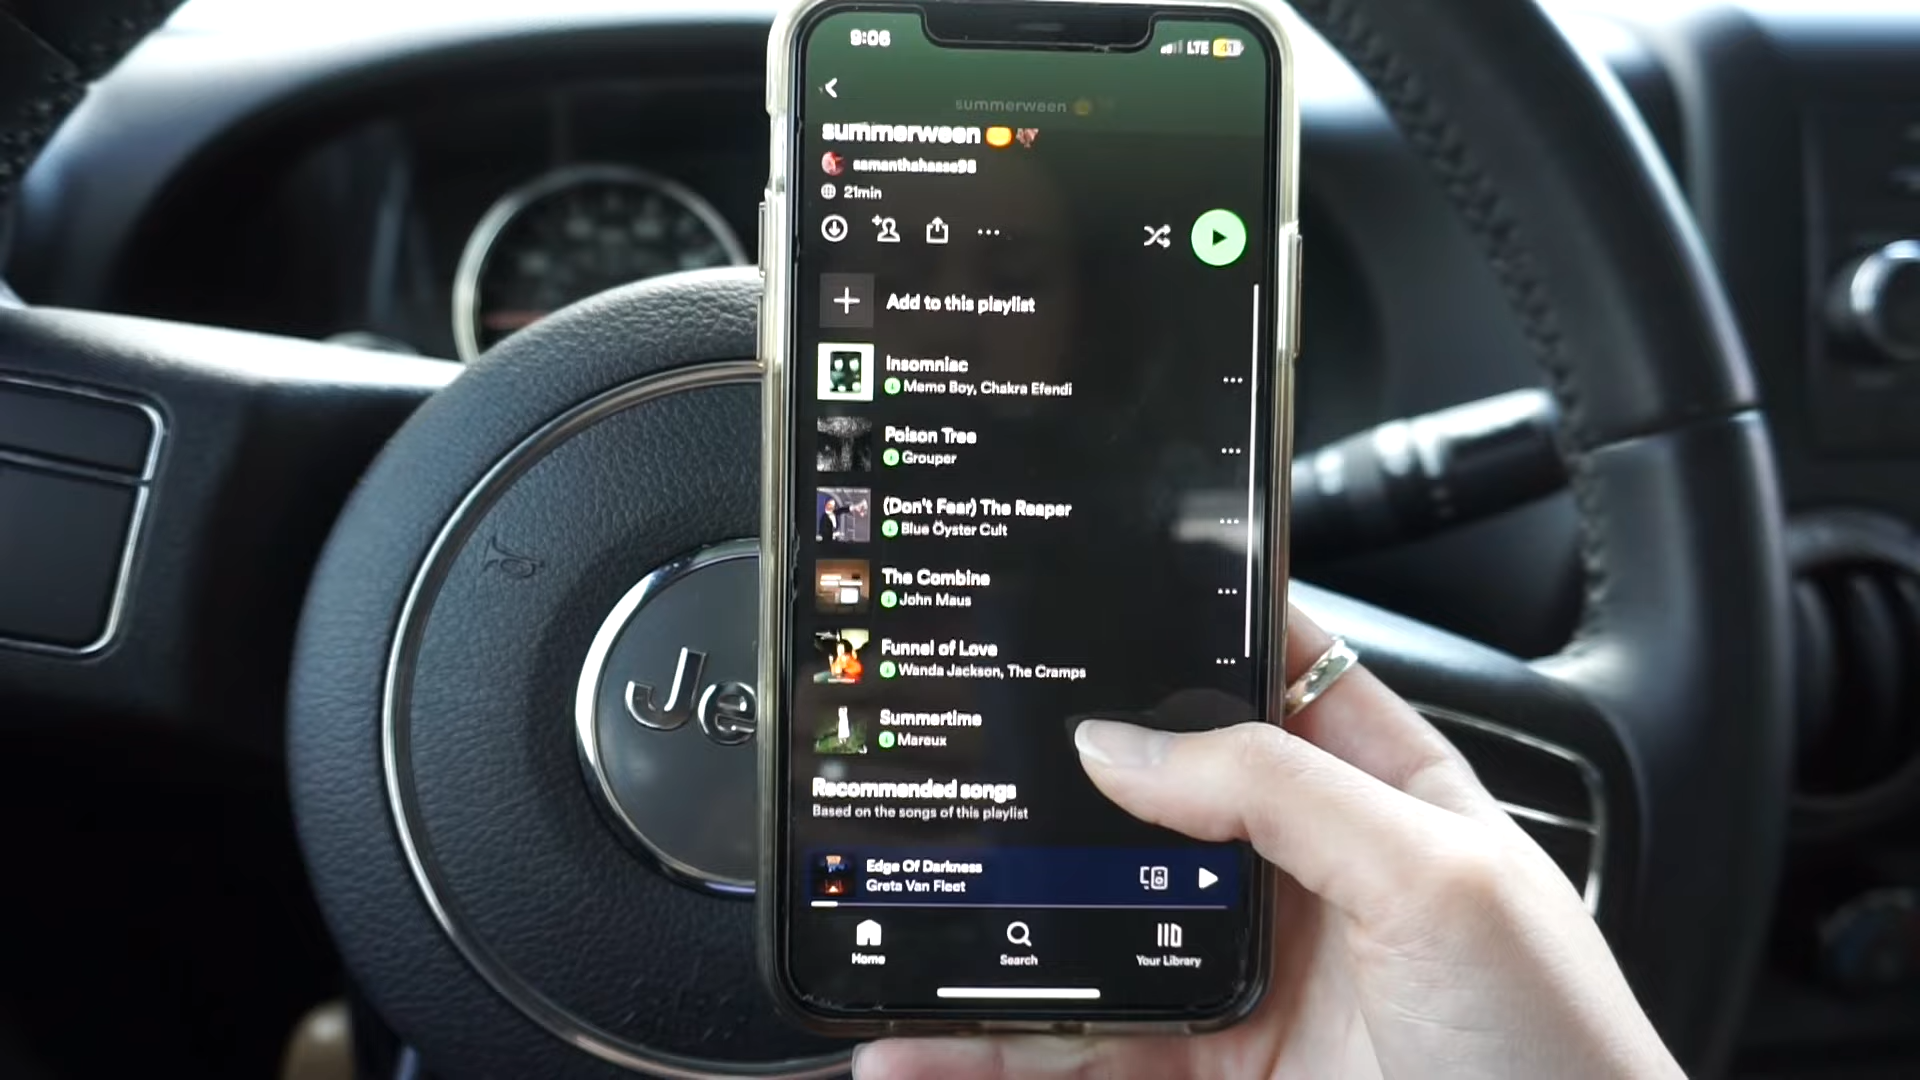 9:06
LTE 41
summerween
summerween
samanthahaase98
21min
Add to this playlist
Insomniac
Memo Boy, Chakra Efendi
Poison Tree
Grouper
(Don't Fear) The Reaper
Blue Öyster Cult
The Combine
John Maus
Funnel of Love
Wanda Jackson, The Cramps
Summertime
Mareux
Recommended songs
Based on the songs of this playlist
Edge Of Darkness
Greta Van Fleet
Home
Search
Your Library
Je